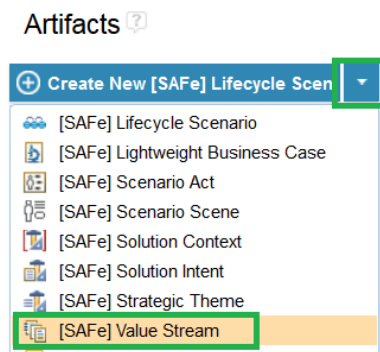 Artifacts ?
Create New [SAFe] Lifecycle Scen
[SAFe] Lifecycle Scenario
[SAFe] Lightweight Business Case
[SAFe] Scenario Act
[SAFe] Scenario Scene
[SAFe] Solution Context
[SAFe] Solution Intent
[SAFe] Strategic Theme
[SAFe] Value Stream